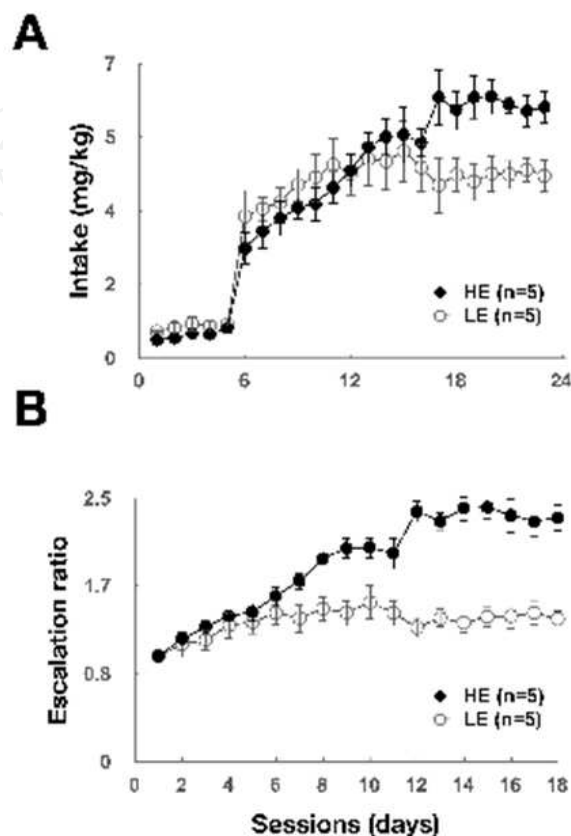 A
7
5
4
2
0
Intake (mg/kg)
HE (n=5)
LE (n=5)
0 6 12 18 24
B
2.5
1.7
0.8
0
Escalation ratio
HE (n=5)
LE (n=5)
0 2 4 6 8 10 12 14 16 18
Sessions (days)